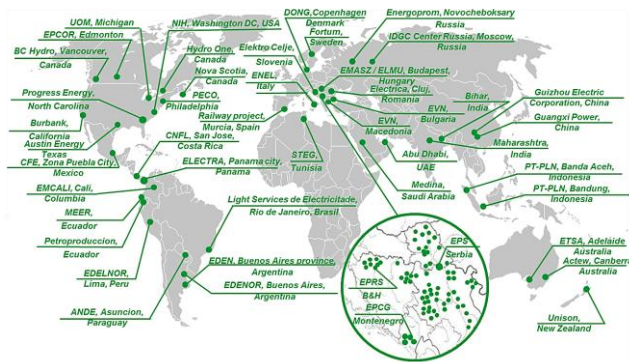 UOM, Michigan
NIH, Washington DC, USA
DONG, Copenhagen
Denmark
Fortum,
Sweden
Energoprom, Novocheboksary
Russia
IDGC Center Russia, Moscow,
Russia
EPCOR, Edmonton
BC Hydro, Vancouver,
Canada
Hydro One,
Canada
Nova Scotia,
Canada
PECO,
Philadelphia
Elektro Celje,
Slovenia
ENEL,
Italy
EMASZ / ELMU, Budapest,
Hungary
Electrica, Cluj,
Romania
EVN,
Bulgaria
EVN,
Macedonia
Bihar,
India
Guizhou Electric
Corporation, China
Guangxi Power,
China
Progress Energy,
North Carolina
Burbank,
California
Austin Energy
Texas
CFE, Zona Puebla City,
Mexico
Railway project,
Murcia, Spain
CNFL, San Jose,
Costa Rica
ELECTRA, Panama city,
Panama
STEG,
Tunisia
Abu Dhabi,
UAE
Medina,
Saudi Arabia
Maharashtra,
India
PT-PLN, Banda Aceh,
Indonesia
PT-PLN, Bandung,
Indonesia
EMCALI, Cali,
Columbia
MEER,
Ecuador
Petroproduccion,
Ecuador
EDELNOR,
Lima, Peru
ANDE, Asuncion,
Paraguay
Light Services de Electricitade,
Rio de Janeiro, Brasil
EDEN, Buenos Aires province,
Argentina
EDENOR, Buenos Aires,
Argentina
EPS
Serbia
EPRS
B&H
EPCG
Montenegro
ETSA, Adelaide
Australia
Actew, Canberra
Australia
Unison,
New Zealand